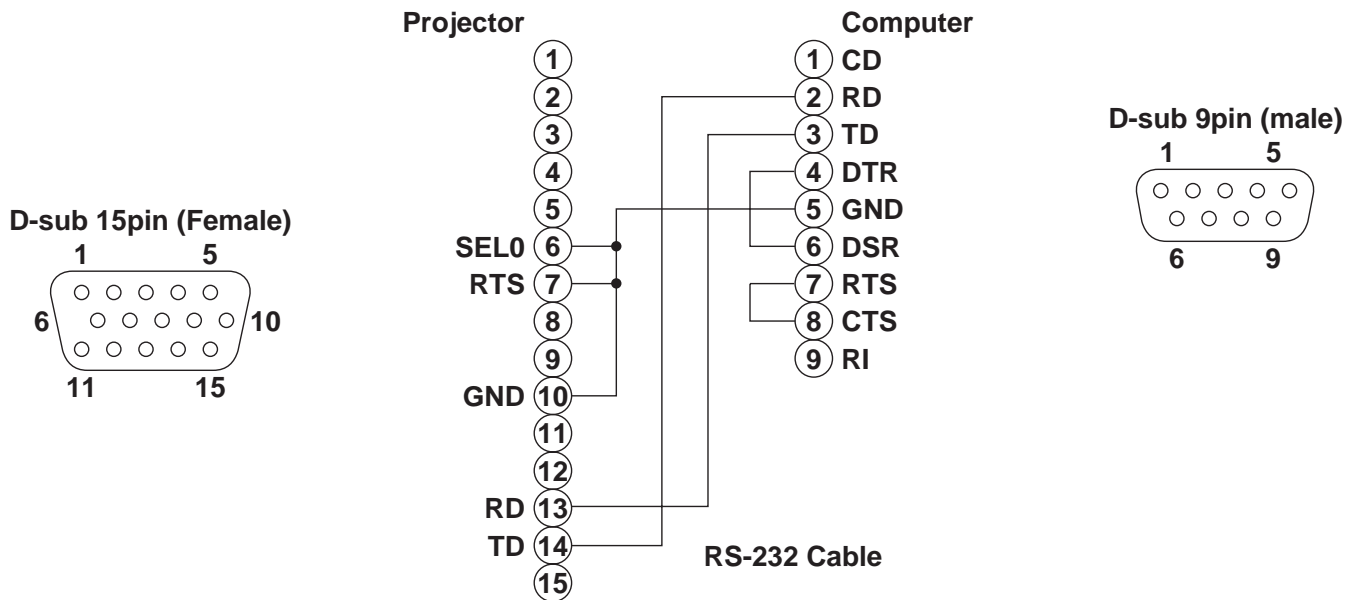 Projector
Computer
1
2
3
4
5
SEL0 6
RTS 7
8
9
GND 10
11
12
RD 13
TD 14
15
1 CD
2 RD
3 TD
4 DTR
5 GND
6 DSR
7 RTS
8 CTS
9 RI
D-sub 15pin (Female)
1 5
6 10
11 15
D-sub 9pin (male)
1 5
6 9
RS-232 Cable